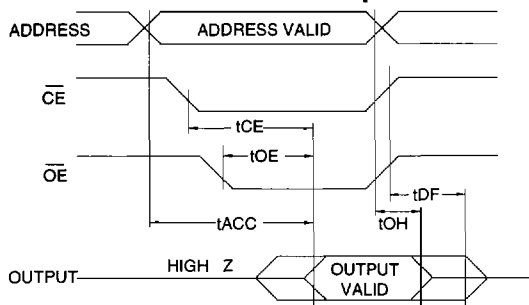 ADDRESS
ADDRESS VALID
CE
tCE
OE
tOE
tDF
tACC
tOH
OUTPUT
HIGH Z
OUTPUT
VALID